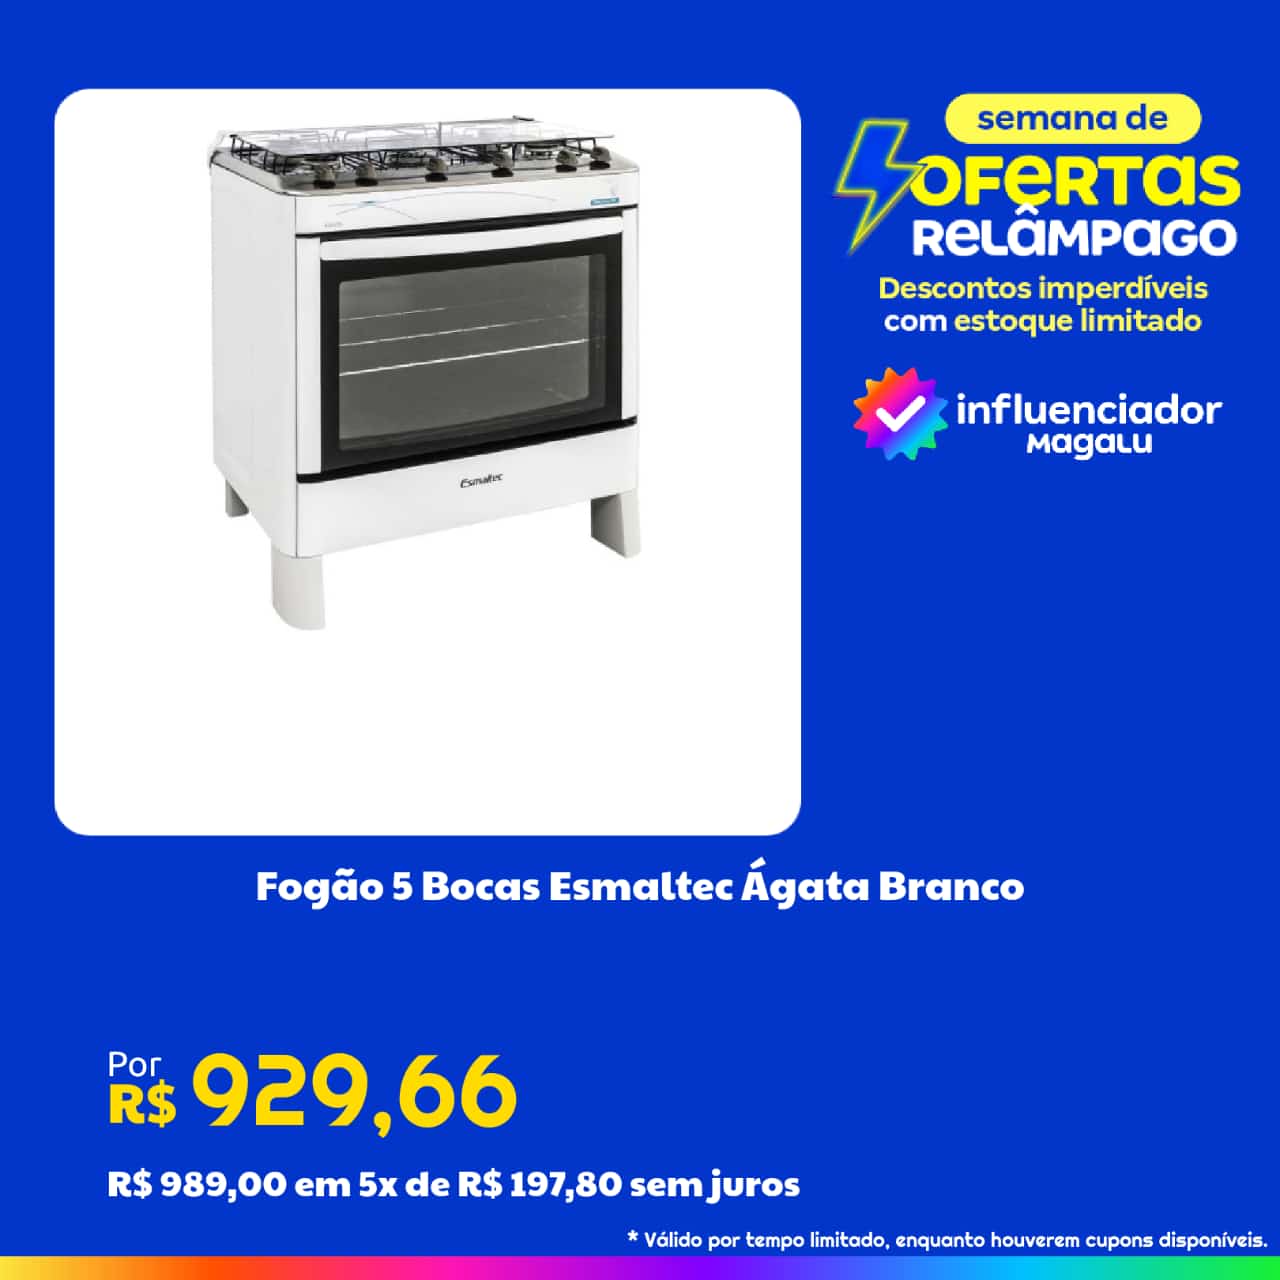 semana de
OFERTAS
RELÂMPAGO
Descontos imperdíveis
com estoque limitado
influenciador
MAGALU
Esmaltec
Fogão 5 Bocas Esmaltec Ágata Branco
Por
R$ 929,66
R$ 989,00 em 5x de R$ 197,80 sem juros
* Válido por tempo limitado, enquanto houverem cupons disponíveis.